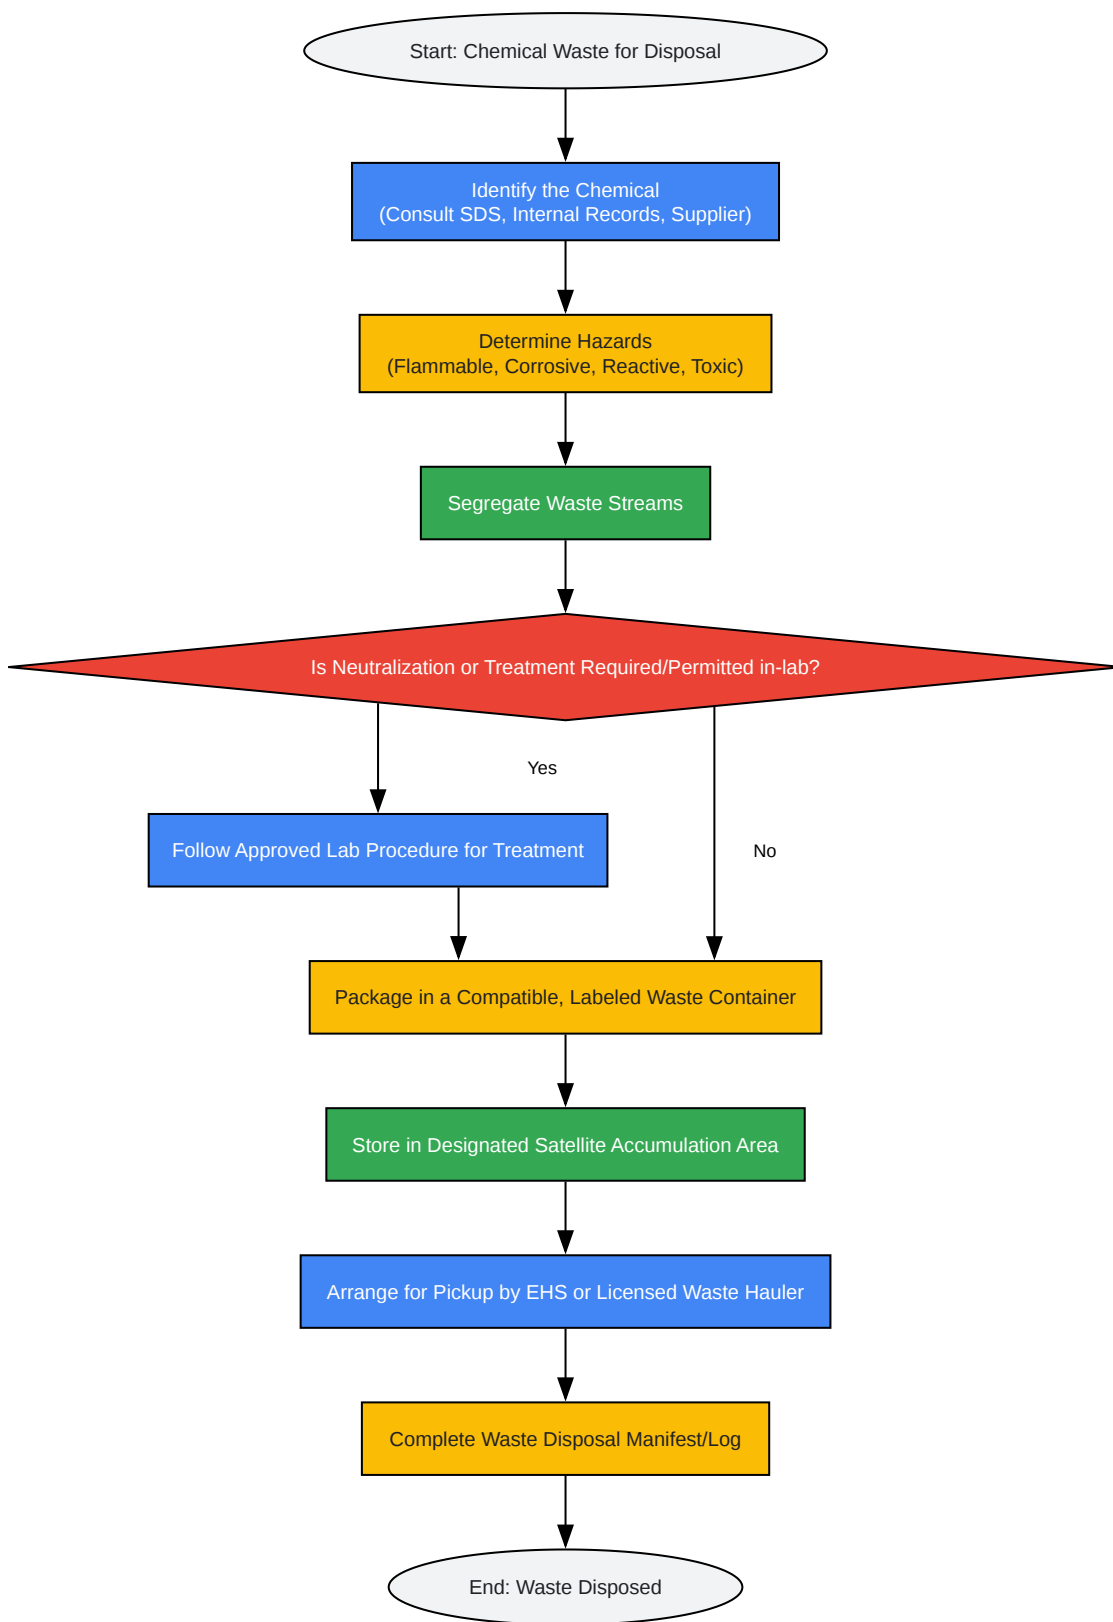 Start: Chemical Waste for Disposal
Identify the Chemical
(Consult SDS, Internal Records, Supplier)
Determine Hazards
(Flammable, Corrosive, Reactive, Toxic)
Segregate Waste Streams
Is Neutralization or Treatment Required/Permitted in-lab?
Yes
Follow Approved Lab Procedure for Treatment
No
Package in a Compatible, Labeled Waste Container
Store in Designated Satellite Accumulation Area
Arrange for Pickup by EHS or Licensed Waste Hauler
Complete Waste Disposal Manifest/Log
End: Waste Disposed